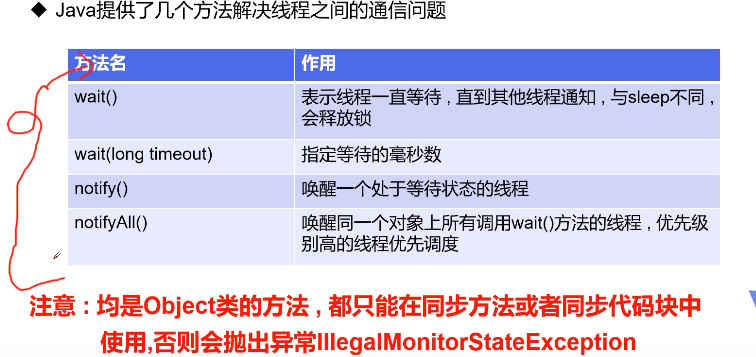 ◆ Java提供了几个方法解决线程之间的通信问题
方法名 作用
wait() 表示线程一直等待，直到其他线程通知，与sleep不同，
会释放锁
wait(long timeout) 指定等待的毫秒数
notify() 唤醒一个处于等待状态的线程
notifyAll() 唤醒同一个对象上所有调用wait()方法的线程，优先级
别高的线程优先调度
注意：均是Object类的方法，都只能在同步方法或者同步代码块中
使用,否则会抛出异常IllegalMonitorStateException